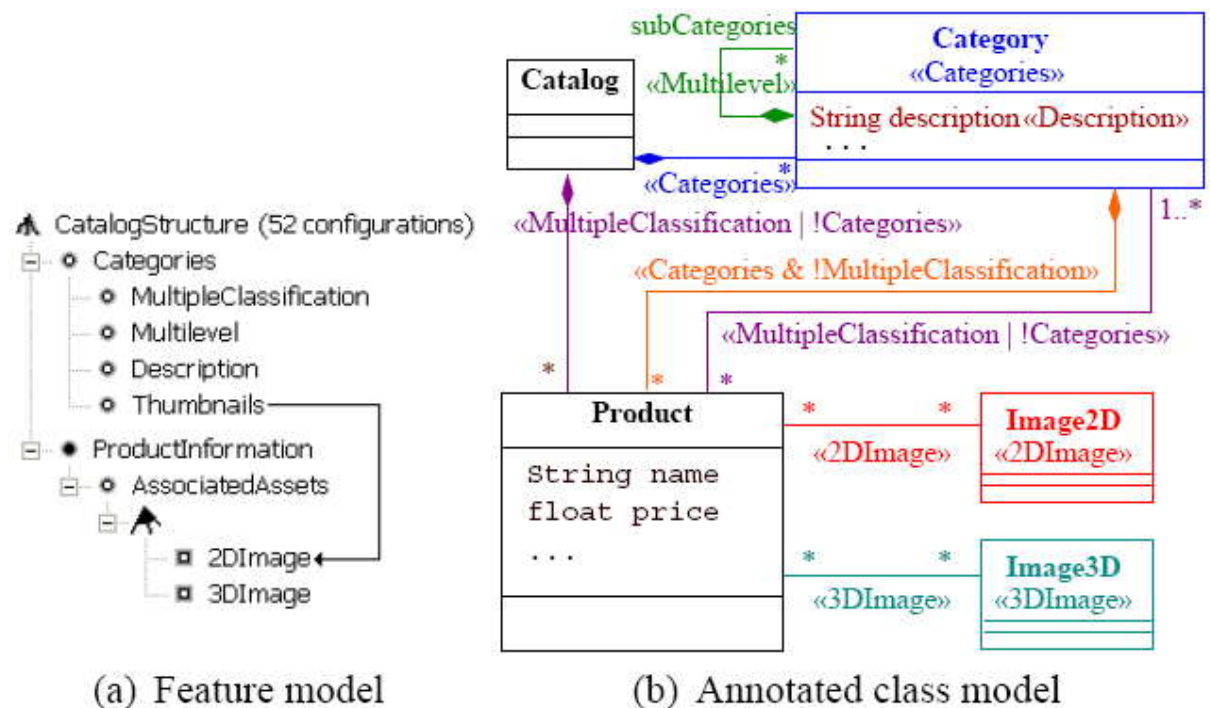 CatalogStructure (52 configurations)
Categories
MultipleClassification
Multilevel
Description
Thumbnails
ProductInformation
AssociatedAssets
2DImage
3DImage
(a) Feature model
subCategories
*
«Multilevel»
Catalog
Category
«Categories»
String description «Description»
. . .
*
«Categories»
«MultipleClassification | !Categories»
1..*
«Categories & !MultipleClassification»
«MultipleClassification | !Categories»
*
*
*
Product
String name
float price
...
* *
«2DImage»
Image2D
«2DImage»
* *
«3DImage»
Image3D
«3DImage»
(b) Annotated class model